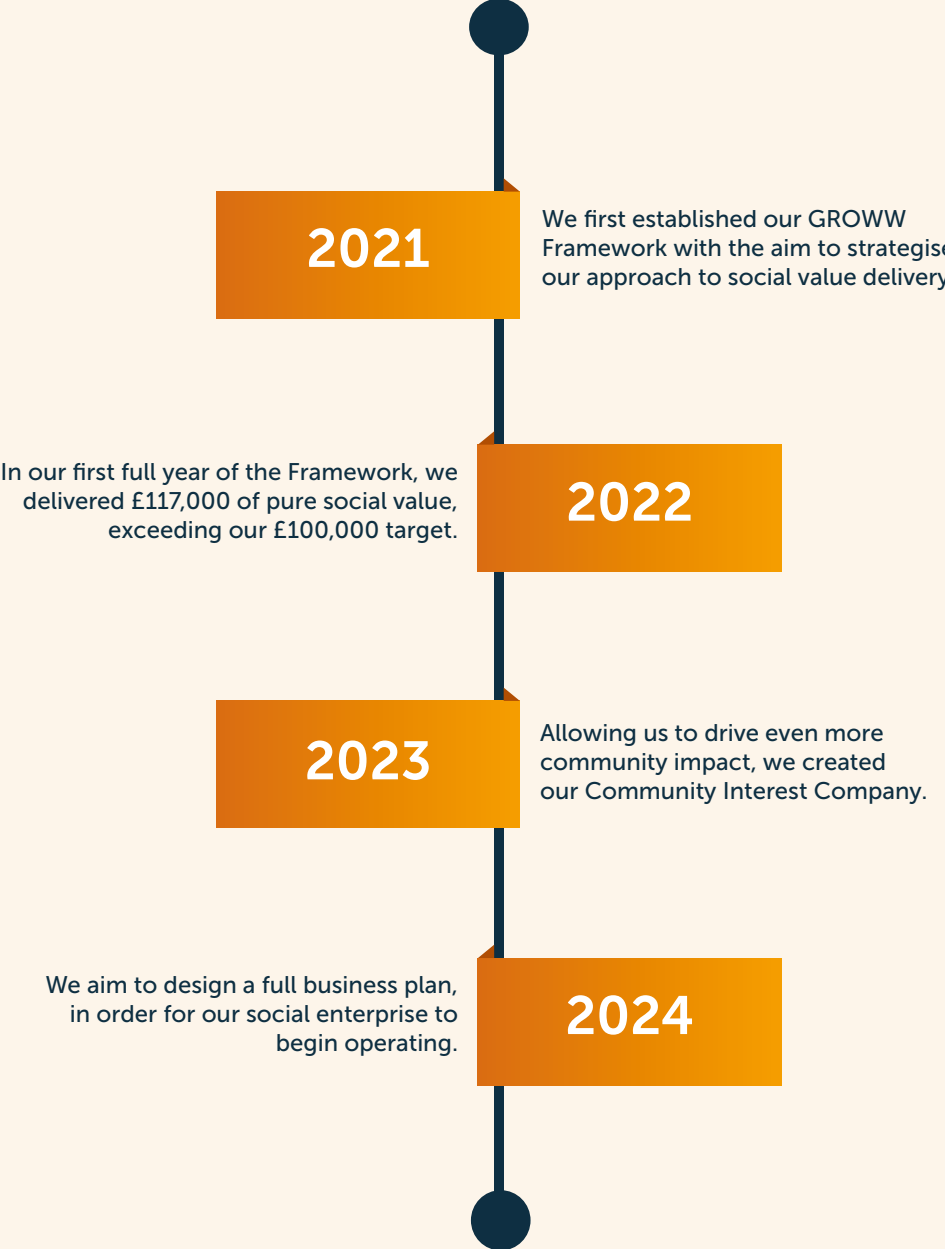 2021
We first established our GROWW
Framework with the aim to strategise
our approach to social value delivery
In our first full year of the Framework, we
delivered £117,000 of pure social value,
exceeding our £100,000 target.
2022
2023
Allowing us to drive even more
community impact, we created
our Community Interest Company.
We aim to design a full business plan,
in order for our social enterprise to
begin operating.
2024